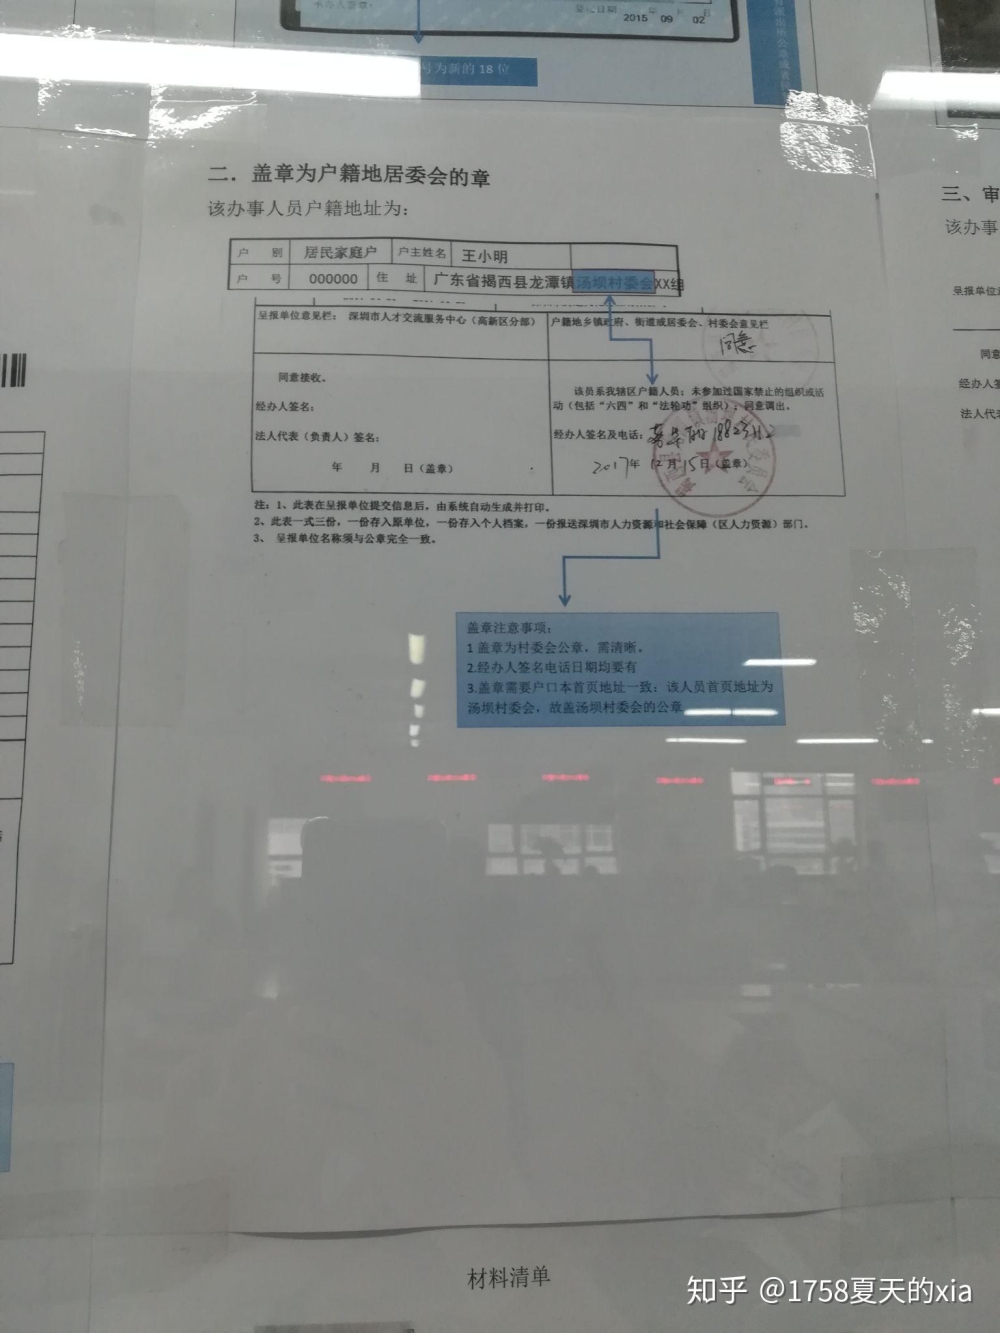 2015 09 02
号为新的 18 位
二. 盖章为户籍地居委会的章
该办事人员户籍地址为:
三、审
该办事
户 别 居民家庭户 户主姓名 王小明
户 号 000000 住 址 广东省揭西县龙潭镇汤坝村委会XX组
呈报单位意见栏: 深圳市人才交流服务中心（高新区分部）
户籍地乡镇政府、街道或居委会、村委会意见栏
同意
同意接收。
经办人签名:
法人代表（负责人）签名:
年 月 日（盖章）
该员系我辖区户籍人员; 未参加过国家禁止的组织或活
动（包括“六四”和“法轮功”组织）; 同意调出。
经办人签名及电话:
2017年 12月 15日（盖章）
呈报单位
同意
经办人
法人代
注: 1、此表在呈报单位提交信息后, 由系统自动生成并打印。
2、此表一式三份, 一份存入原单位, 一份存入个人档案, 一份报送深圳市人力资源和社会保障（区人力资源）部门。
3、 呈报单位名称须与公章完全一致。
盖章注意事项:
1 盖章为村委会公章, 需清晰。
2.经办人签名电话日期均要有
3.盖章需要户口本首页地址一致: 该人员首页地址为
汤坝村委会, 故盖汤坝村委会的公章
材料清单
知乎 @1758夏天的xia